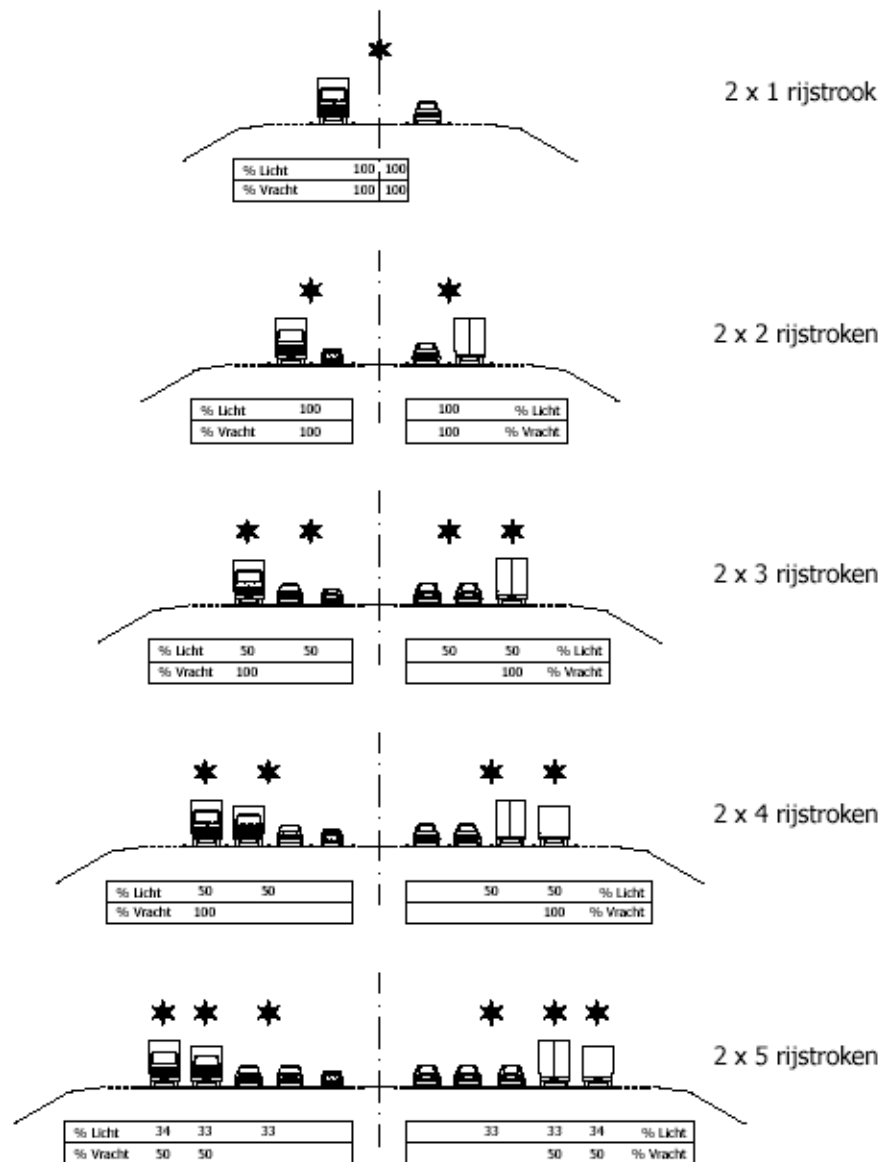 2 x 1 rijstrook
% Licht 100 100
% Vracht 100 100
2 x 2 rijstroken
% Licht 100 100 % Licht
% Vracht 100 100 % Vracht
2 x 3 rijstroken
% Licht 50 50 50 50 % Licht
% Vracht 100 100 % Vracht
2 x 4 rijstroken
% Licht 50 50 50 50 % Licht
% Vracht 100 100 % Vracht
2 x 5 rijstroken
% Licht 34 33 33 33 33 34 % Licht
% Vracht 50 50 50 50 % Vracht